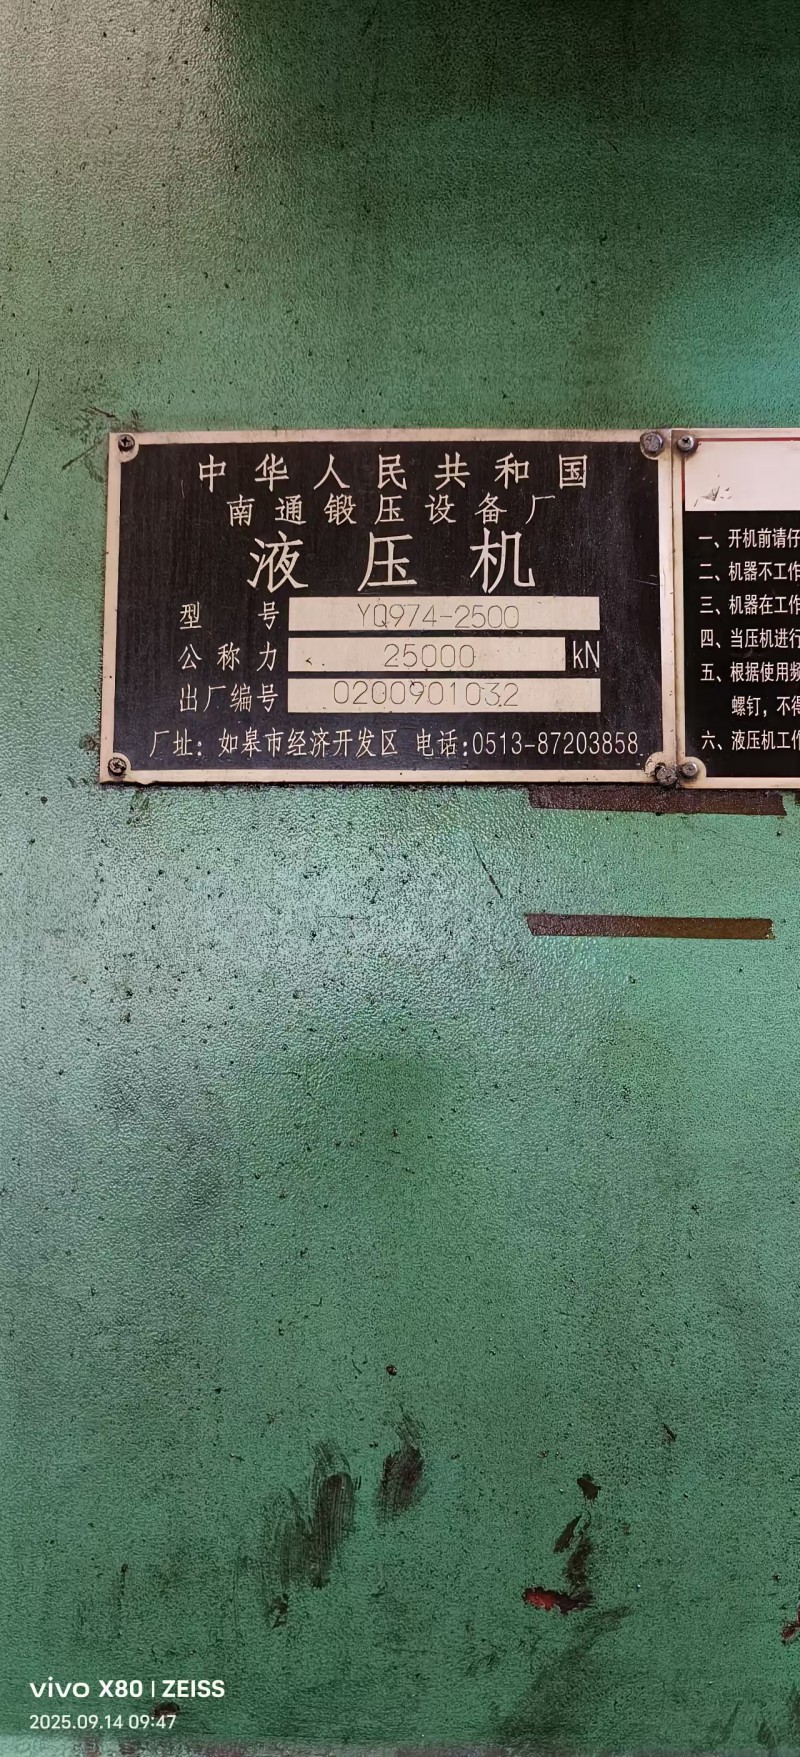 中华人民共和国
南通锻压设备厂
液压机
型号 YQ974-2500
公称力 25000 kN
出厂编号 0200901032
厂址：如皋市经济开发区 电话：0513-87203858
一、开机前请仔
二、机器不工作
三、机器在工作
四、当压机进行
五、根据使用频
螺钉，不得
六、液压机工作
vivo X80 | ZEISS
2025.09.14 09:47